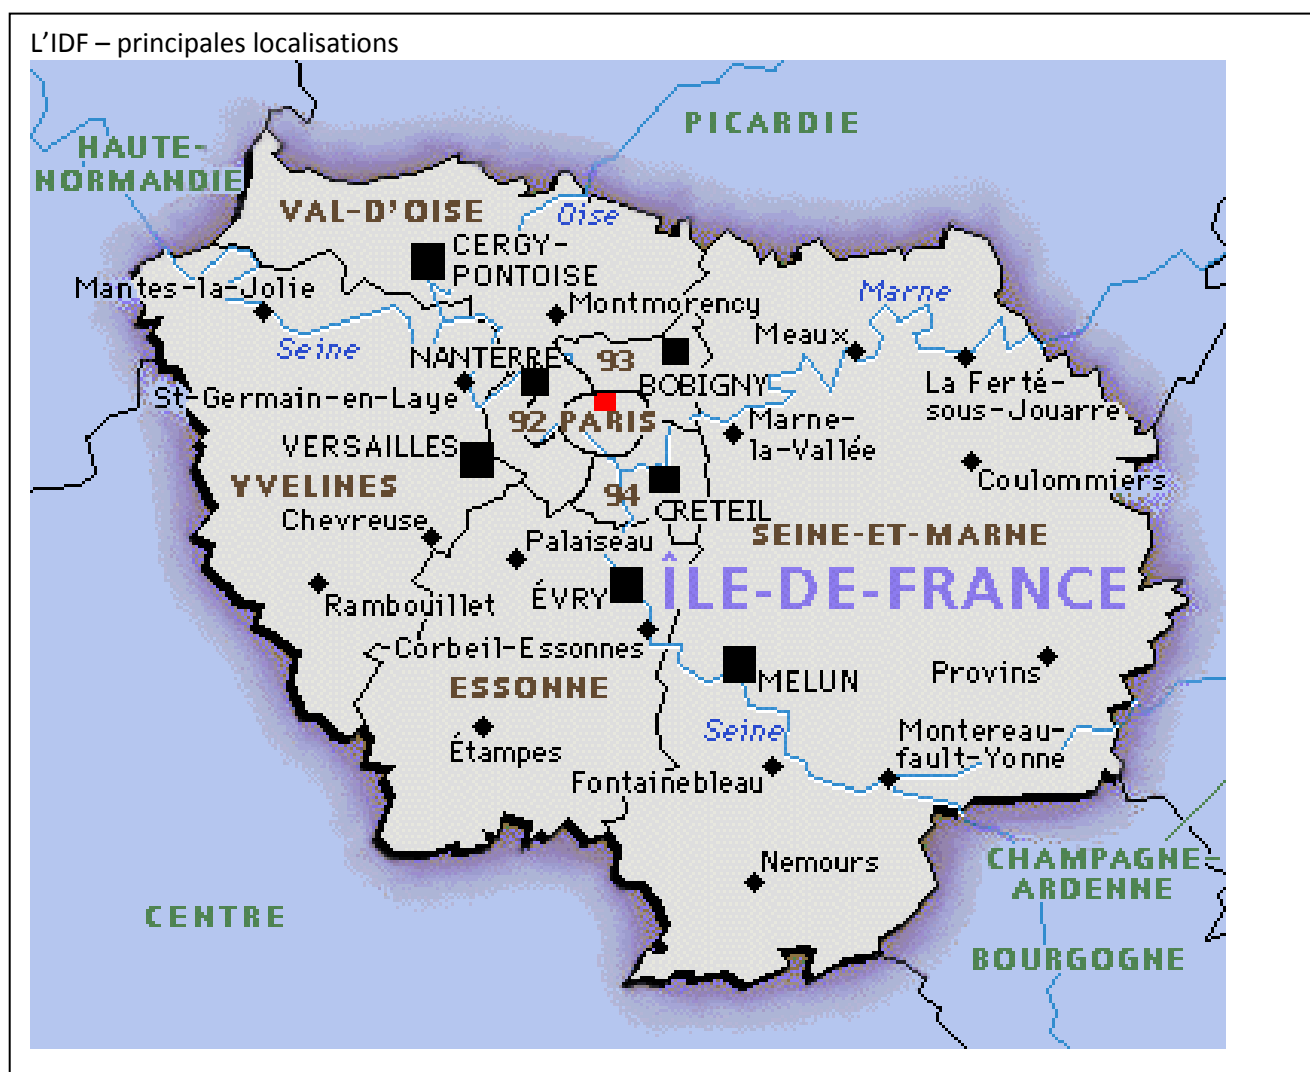 L'IDF – principales localisations
PICARDIE
HAUTE-
NORMANDIE
VAL-D'OISE
Oise
CERGY-
PONTOISE
Mantes-la-Jolie
Montmorency
Marne
Seine
Meaux
NANTERRE
93
BOBIGNY
La Ferté-
sous-Jouarre
St-Germain-en-Laye
92
PARIS
Marne-
la-Vallée
VERSAILLES
YVELINES
94
Coulommiers
CRETEIL
Chevreuse
Palaiseau
SEINE-ET-MARNE
ÎLE-DE-FRANCE
Rambouillet
ÉVRY
Corbeil-Essonnes
ESSONNE
MELUN
Provins
Seine
Montereau-
fault-Yonne
Étampes
Fontainebleau
Nemours
CHAMPAGNE-
ARDENNE
CENTRE
BOURGOGNE